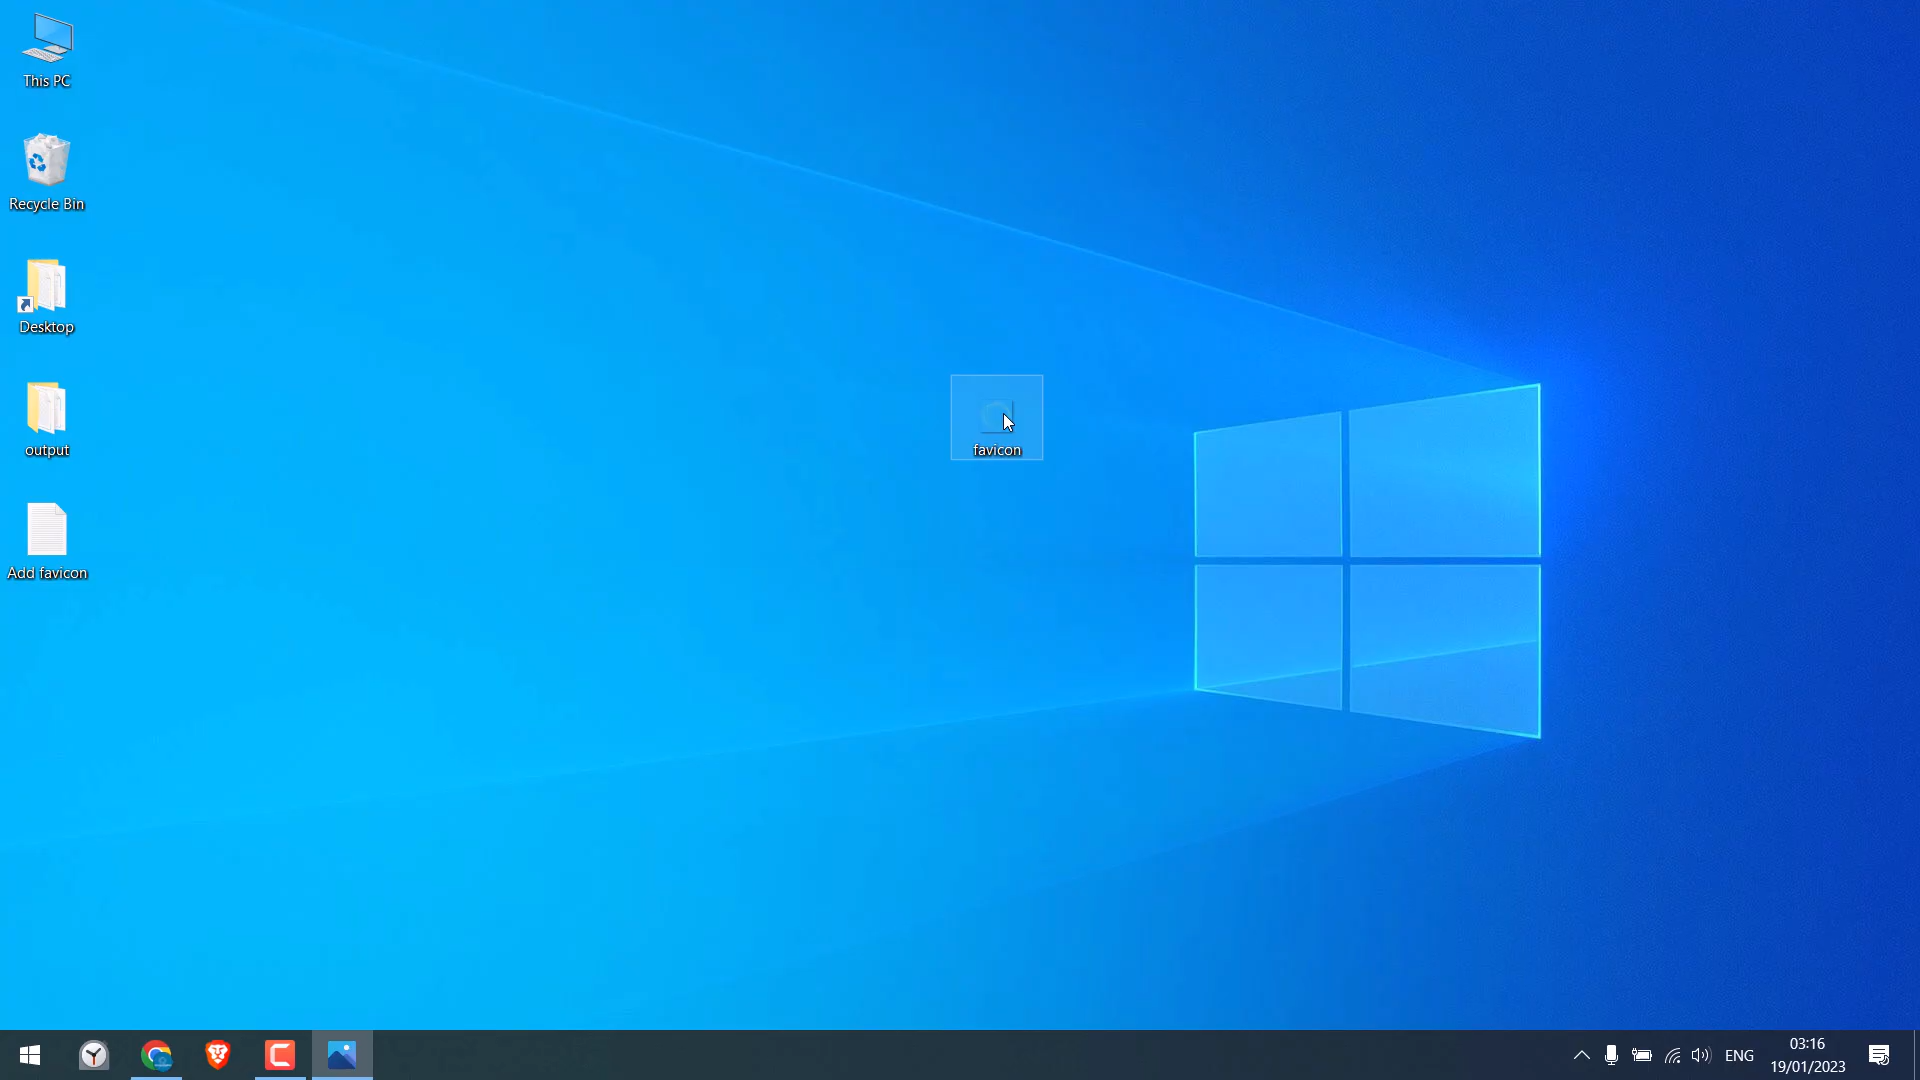 This PC
Recycle Bin
Desktop
output
Add favicon
favicon
ENG
03:16
19/01/2023